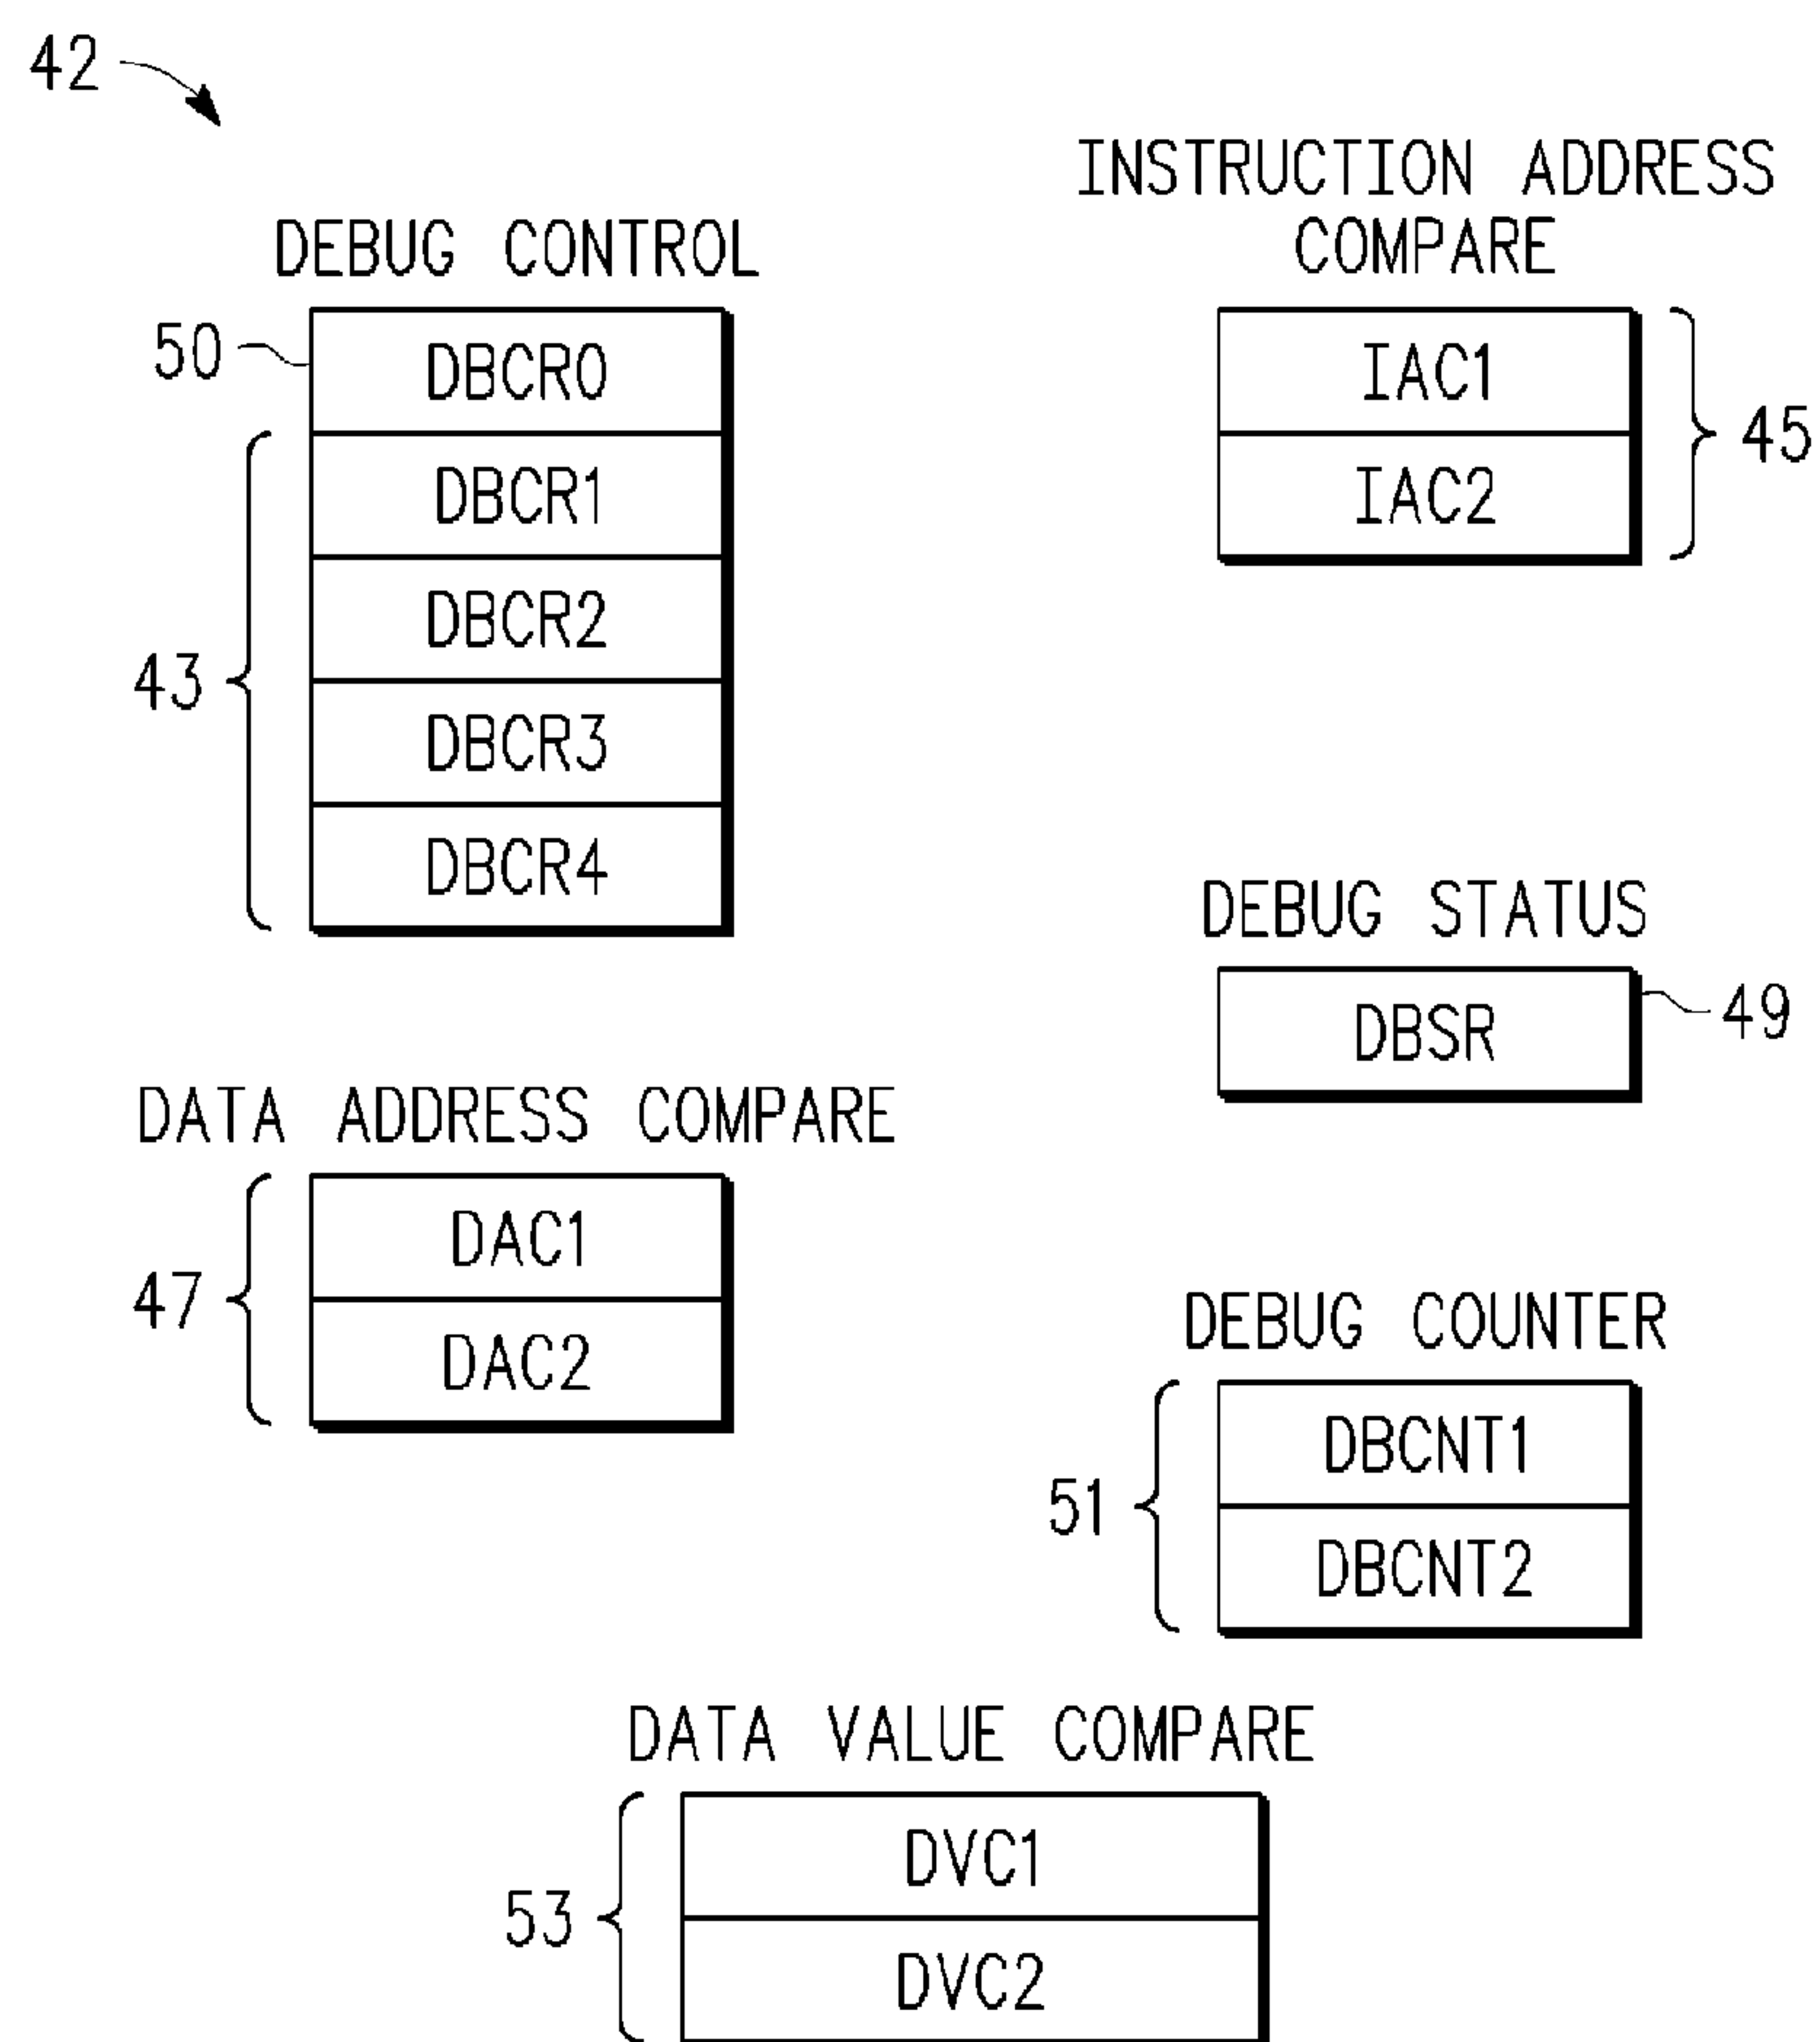 42
DEBUG CONTROL
50
DBCR0
DBCR1
DBCR2
43
DBCR3
DBCR4
INSTRUCTION ADDRESS
COMPARE
IAC1
45
IAC2
DEBUG STATUS
DBSR
49
DATA ADDRESS COMPARE
DAC1
47
DAC2
DEBUG COUNTER
DBCNT1
51
DBCNT2
DATA VALUE COMPARE
DVC1
53
DVC2